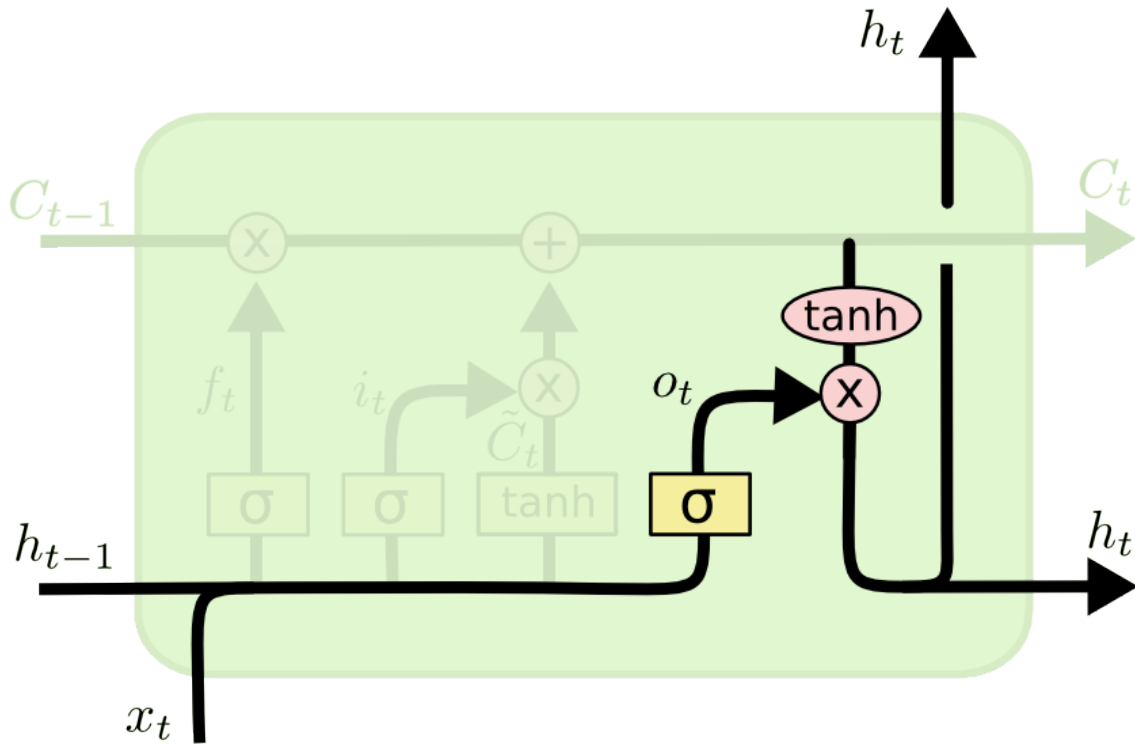 h_t
C_{t-1}
C_t
x
+
tanh
f_t
i_t
x
o_t
x
C̃_t
σ
σ
tanh
σ
h_{t-1}
h_t
x_t